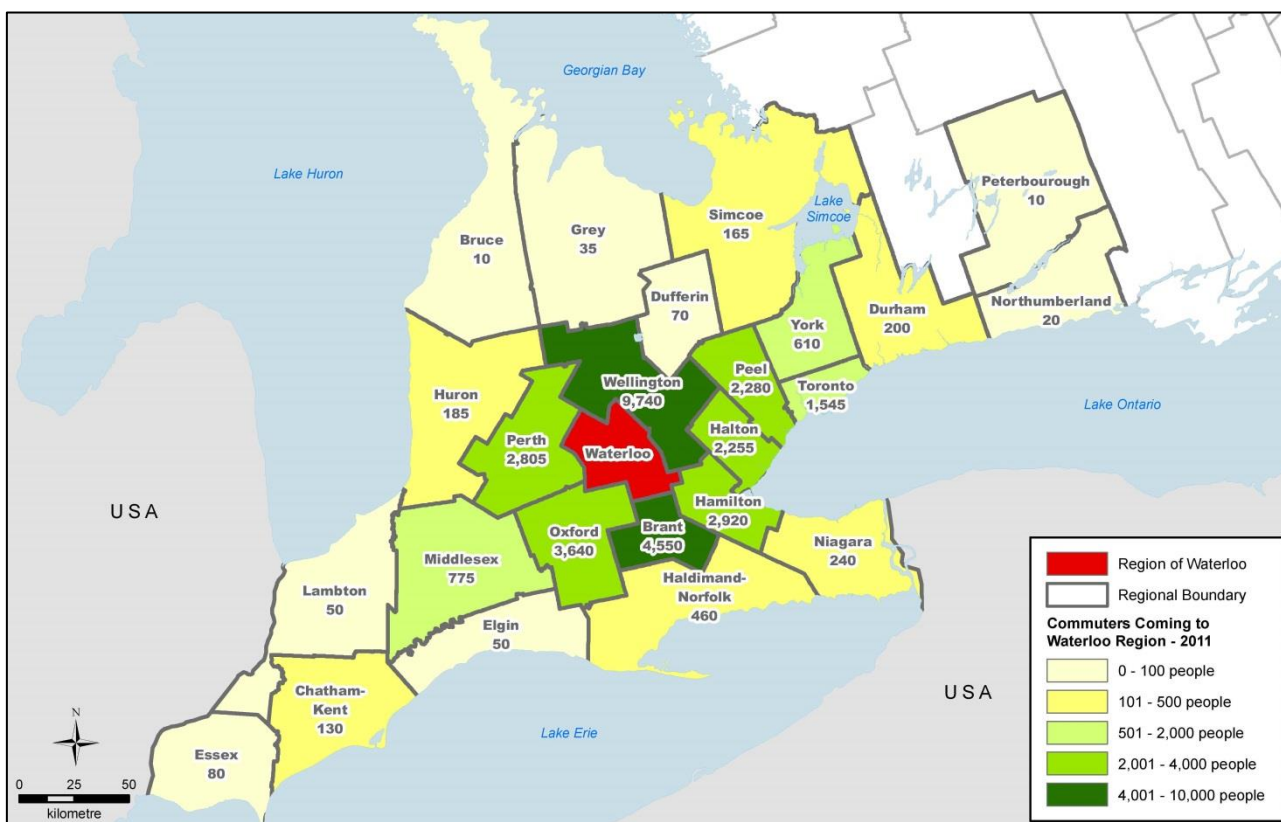 Georgian Bay
Lake Huron
Peterbourough
10
Lake
Simcoe
Simcoe
165
Grey
35
Bruce
10
Dufferin
70
Northumberland
20
Durham
200
York
610
Peel
2,280
Wellington
9,740
Toronto
1,545
Huron
185
Lake Ontario
Halton
2,255
Perth
2,805
Waterloo
USA
Hamilton
2,920
Brant
4,550
Oxford
3,640
Niagara
240
Middlesex
775
Haldimand-
Norfolk
460
Lambton
50
Elgin
50
USA
Chatham-
Kent
130
Lake Erie
Essex
80
N
0 25 50
kilometre
Region of Waterloo
Regional Boundary
Commuters Coming to
Waterloo Region - 2011
0 - 100 people
101 - 500 people
501 - 2,000 people
2,001 - 4,000 people
4,001 - 10,000 people